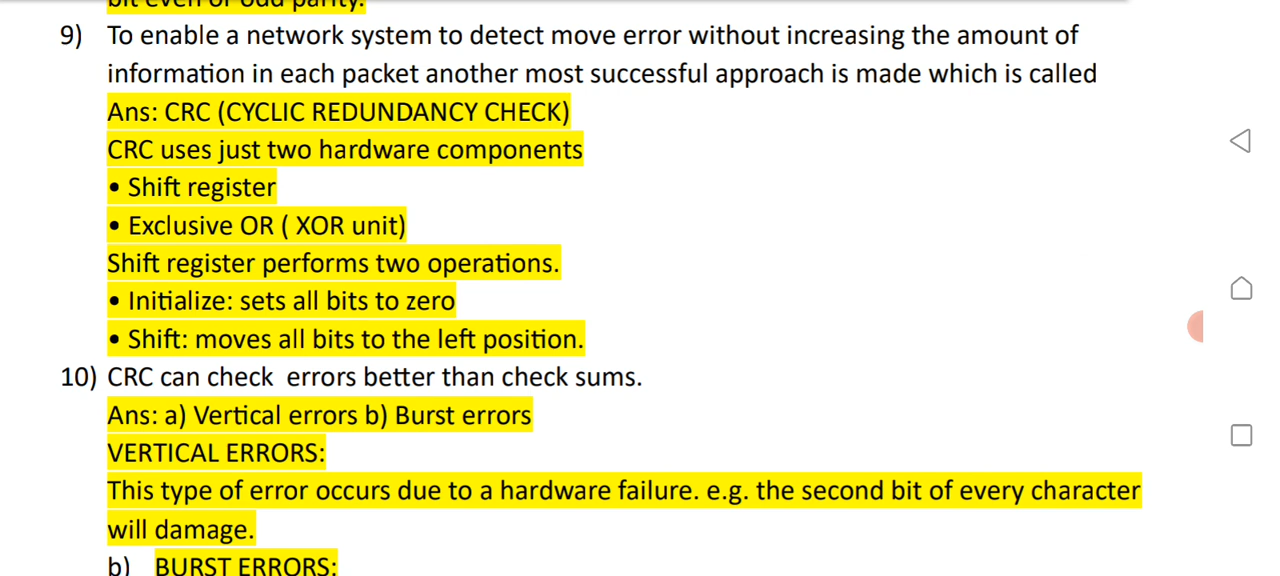 bit even or odd parity.
9) To enable a network system to detect move error without increasing the amount of
information in each packet another most successful approach is made which is called
Ans: CRC (CYCLIC REDUNDANCY CHECK)
CRC uses just two hardware components
• Shift register
• Exclusive OR ( XOR unit)
Shift register performs two operations.
• Initialize: sets all bits to zero
• Shift: moves all bits to the left position.
10) CRC can check  errors better than check sums.
Ans: a) Vertical errors b) Burst errors
VERTICAL ERRORS:
This type of error occurs due to a hardware failure. e.g. the second bit of every character
will damage.
b) BURST ERRORS: